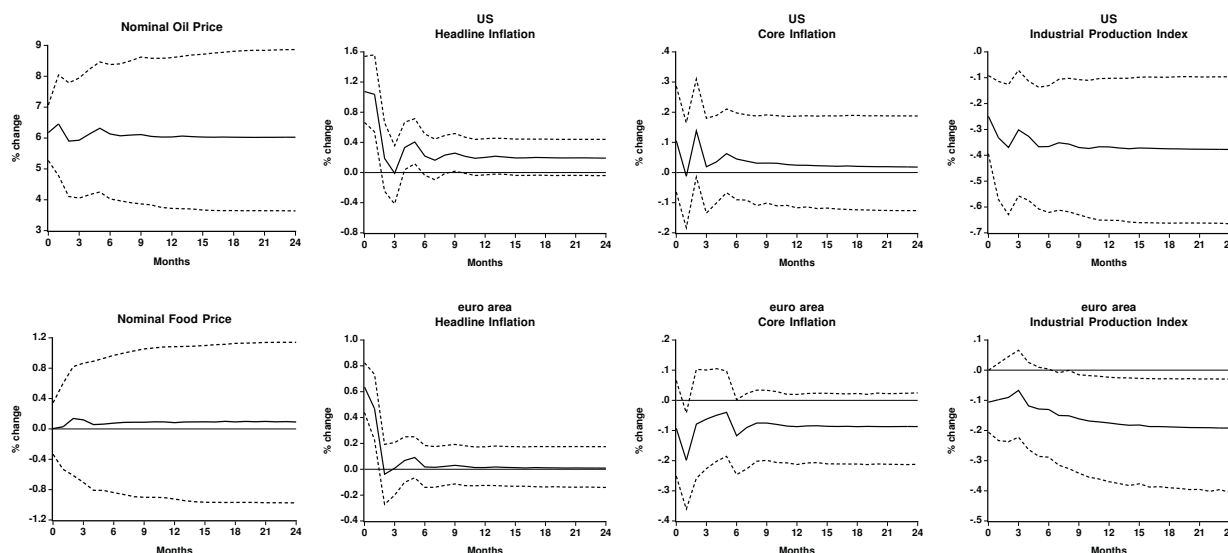 Nominal Oil Price
% change
9
8
7
6
5
4
3
0 3 6 9 12 15 18 21 24
Months
US
Headline Inflation
% change
1.6
1.2
0.8
0.4
0.0
-0.4
-0.8
0 3 6 9 12 15 18 21 24
Months
US
Core Inflation
% change
.4
.3
.2
.1
.0
-.1
-.2
0 3 6 9 12 15 18 21 24
Months
US
Industrial Production Index
% change
.0
-.1
-.2
-.3
-.4
-.5
-.6
-.7
0 3 6 9 12 15 18 21
Months
Nominal Food Price
% change
1.2
0.8
0.4
0.0
-0.4
-0.8
-1.2
0 3 6 9 12 15 18 21 24
Months
euro area
Headline Inflation
% change
1.0
0.8
0.6
0.4
0.2
0.0
-0.2
-0.4
0 3 6 9 12 15 18 21 24
Months
euro area
Core Inflation
% change
.2
.1
.0
-.1
-.2
-.3
-.4
0 3 6 9 12 15 18 21 24
Months
euro area
Industrial Production Index
% change
.1
.0
-.1
-.2
-.3
-.4
-.5
0 3 6 9 12 15 18 21
Months